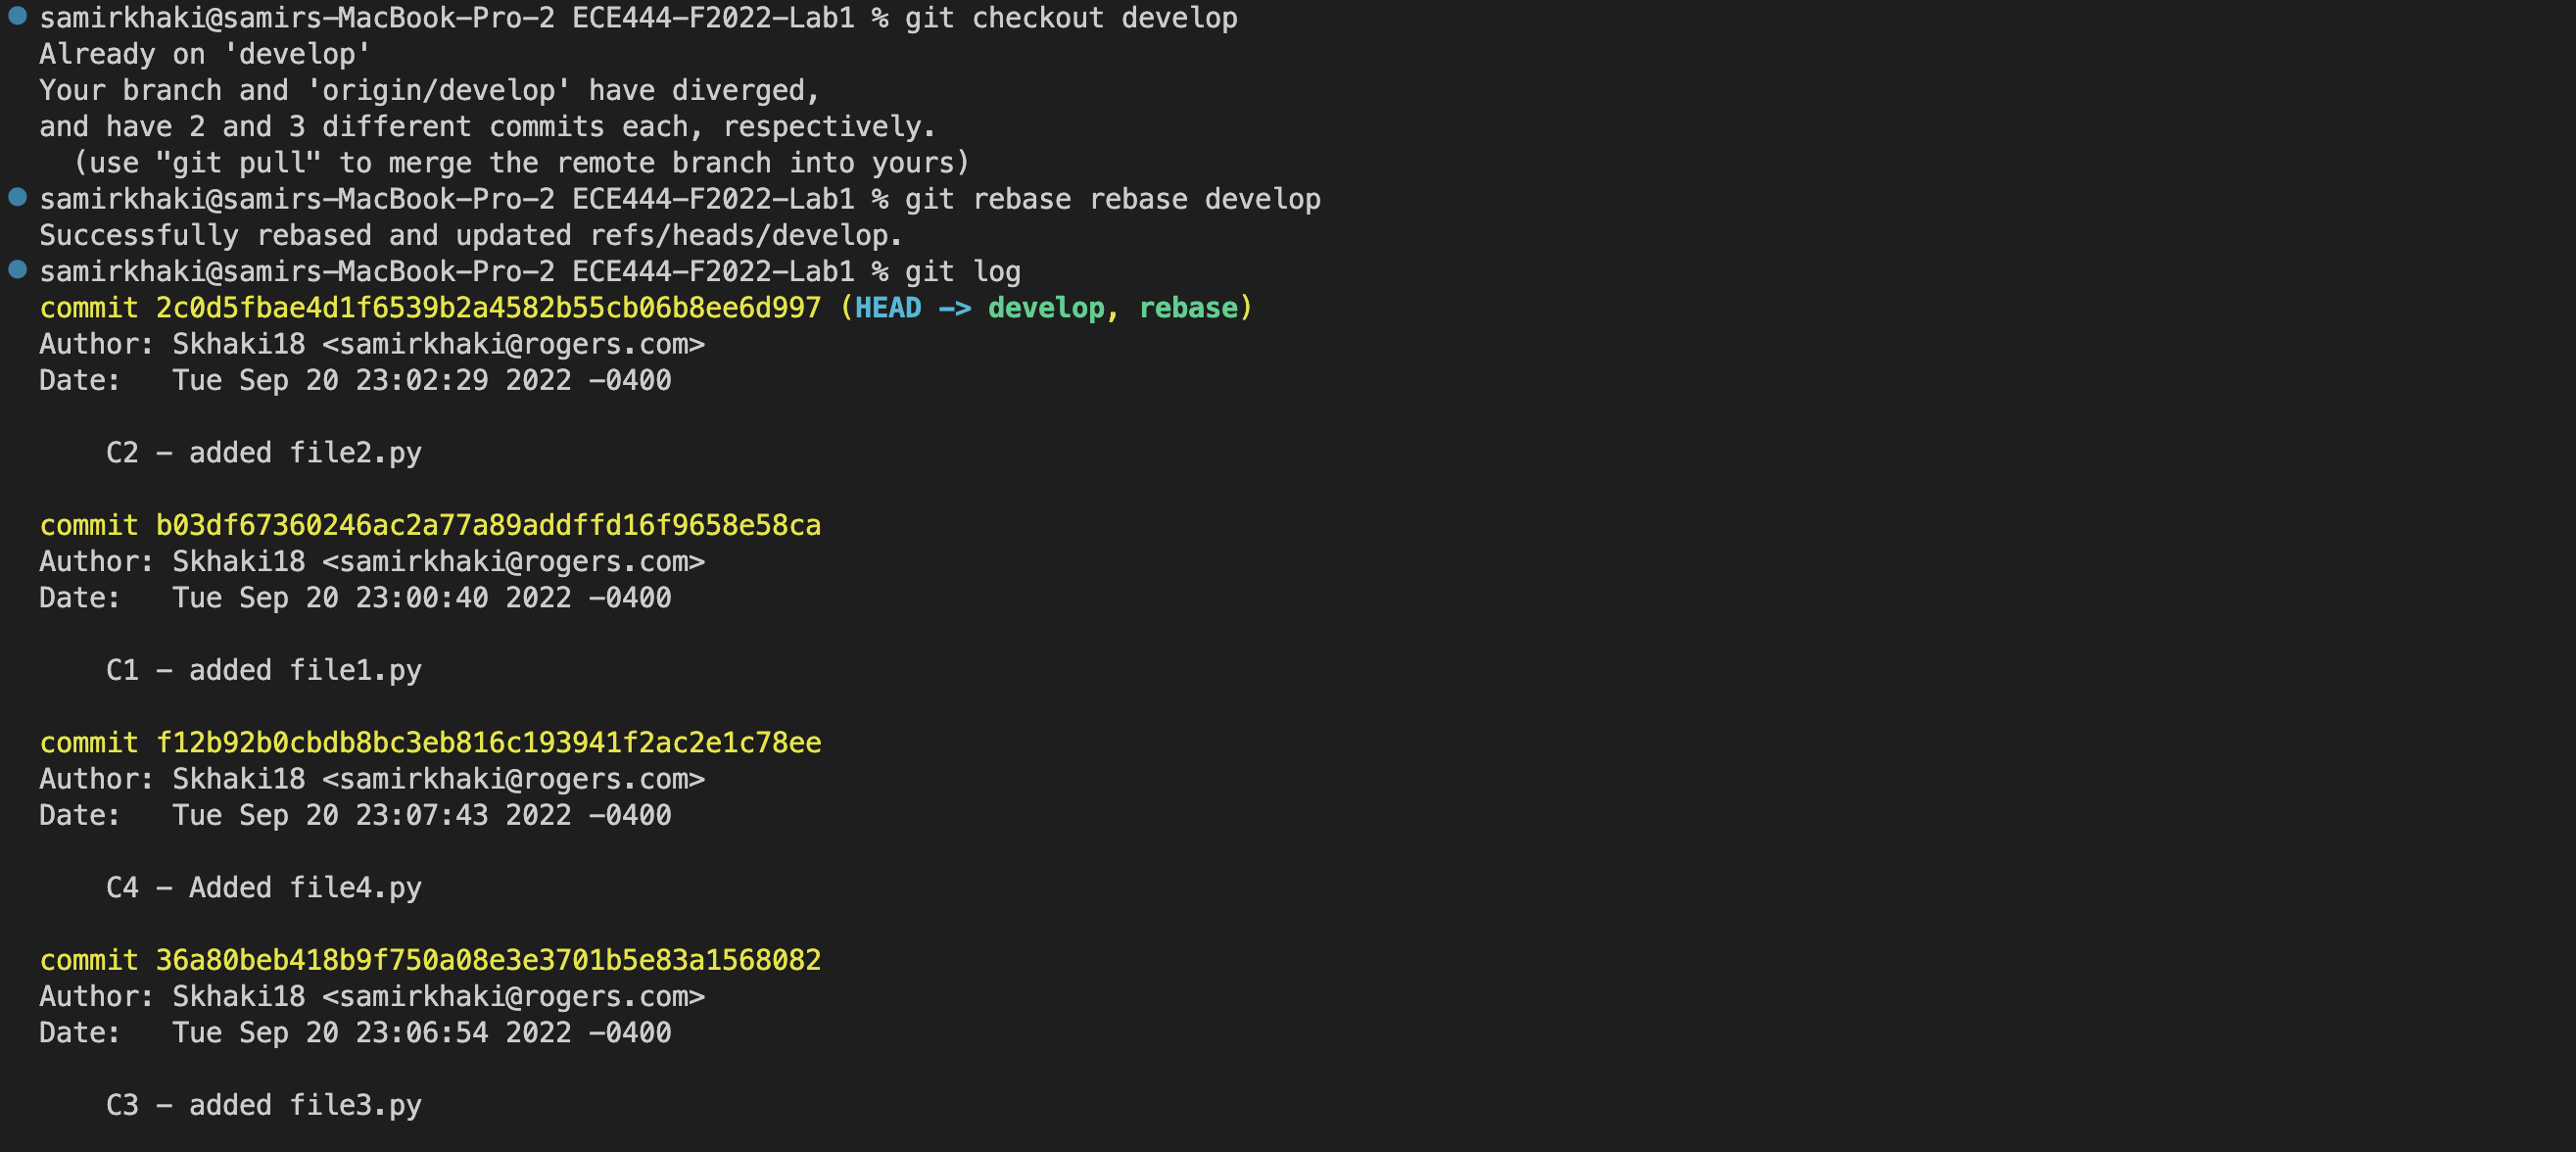 samirkhaki@samirs-MacBook-Pro-2 ECE444-F2022-Lab1 % git checkout develop
Already on 'develop'
Your branch and 'origin/develop' have diverged,
and have 2 and 3 different commits each, respectively.
  (use "git pull" to merge the remote branch into yours)
samirkhaki@samirs-MacBook-Pro-2 ECE444-F2022-Lab1 % git rebase rebase develop
Successfully rebased and updated refs/heads/develop.
samirkhaki@samirs-MacBook-Pro-2 ECE444-F2022-Lab1 % git log
commit 2c0d5fbae4d1f6539b2a4582b55cb06b8ee6d997 (HEAD -> develop, rebase)
Author: Skhaki18 <samirkhaki@rogers.com>
Date:   Tue Sep 20 23:02:29 2022 -0400
    C2 - added file2.py
commit b03df67360246ac2a77a89addffd16f9658e58ca
Author: Skhaki18 <samirkhaki@rogers.com>
Date:   Tue Sep 20 23:00:40 2022 -0400
    C1 - added file1.py
commit f12b92b0cbdb8bc3eb816c193941f2ac2e1c78ee
Author: Skhaki18 <samirkhaki@rogers.com>
Date:   Tue Sep 20 23:07:43 2022 -0400
    C4 - Added file4.py
commit 36a80beb418b9f750a08e3e3701b5e83a1568082
Author: Skhaki18 <samirkhaki@rogers.com>
Date:   Tue Sep 20 23:06:54 2022 -0400
    C3 - added file3.py